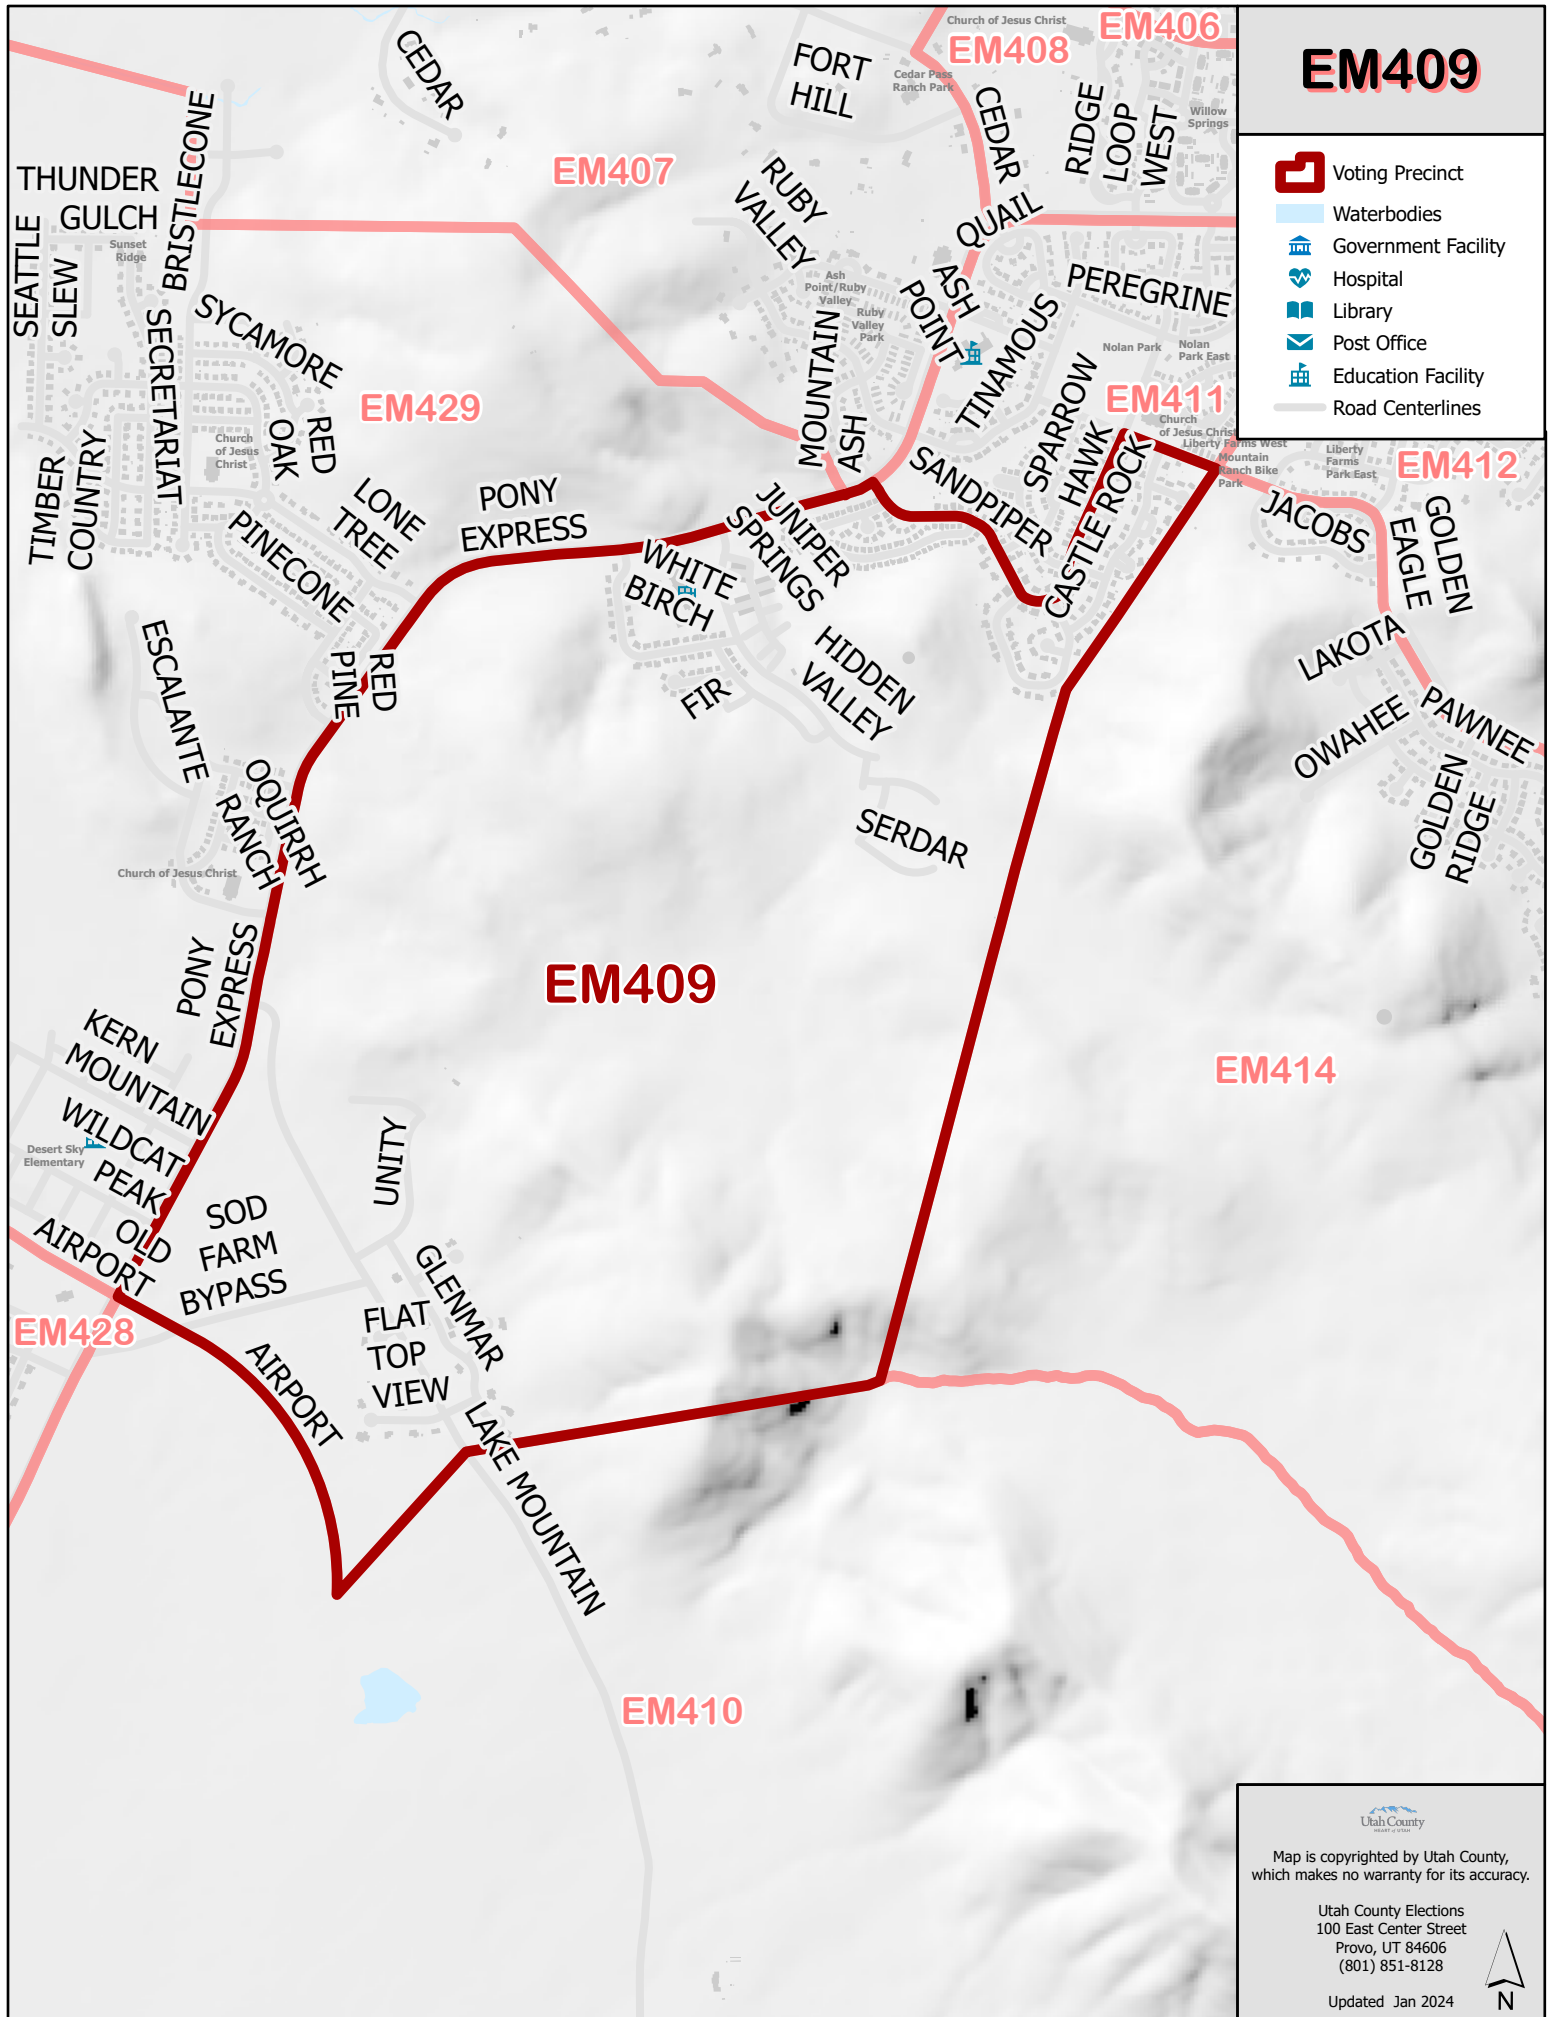 EM409
Voting Precinct
Waterbodies
Government Facility
Hospital
Library
Post Office
Education Facility
Road Centerlines
Church of Jesus Christ
EM406
EM408
CEDAR
FORT
HILL
Cedar Pass
Ranch Park
CEDAR
RIDGE
LOOP
WEST
Willow
Springs
BRISTLECONE
THUNDER
GULCH
EM407
RUBY
VALLEY
QUAIL
SEATTLE
SLEW
Sunset
Ridge
SYCAMORE
SECRETARIAT
Ash
Point/Ruby
Valley
Ruby
Valley
Park
ASH
POINT
PEREGRINE
TINAMOUS
Nolan Park
Nolan
Park East
MOUNTAIN
ASH
SPARROW
HAWK
EM411
EM429
OAK
RED
Church
of Jesus
Christ
TIMBER
COUNTRY
Church
of Jesus Christ
Liberty Farms West
Mountain
Ranch Bike
Park
Liberty
Farms
Park East
EM412
CASTLE ROCK
SANDPIPER
LONE
TREE
PONY
EXPRESS
JUNIPER
SPRINGS
JACOBS
GOLDEN
EAGLE
PINECONE
WHITE
BIRCH
ESCALANTE
RED
PINE
FIR
HIDDEN
VALLEY
LAKOTA
OWAHEE
PAWNEE
GOLDEN
RIDGE
OQUIRRH
RANCH
SERDAR
Church of Jesus Christ
PONY
EXPRESS
EM409
KERN
MOUNTAIN
EM414
WILDCAT
PEAK
Desert Sky
Elementary
UNITY
SOD
FARM
BYPASS
OLD
AIRPORT
GLENMAR
FLAT
TOP
VIEW
EM428
AIRPORT
LAKE MOUNTAIN
EM410
Utah County
HEART of UTAH
Map is copyrighted by Utah County,
which makes no warranty for its accuracy.
Utah County Elections
100 East Center Street
Provo, UT 84606
(801) 851-8128
Updated Jan 2024
N